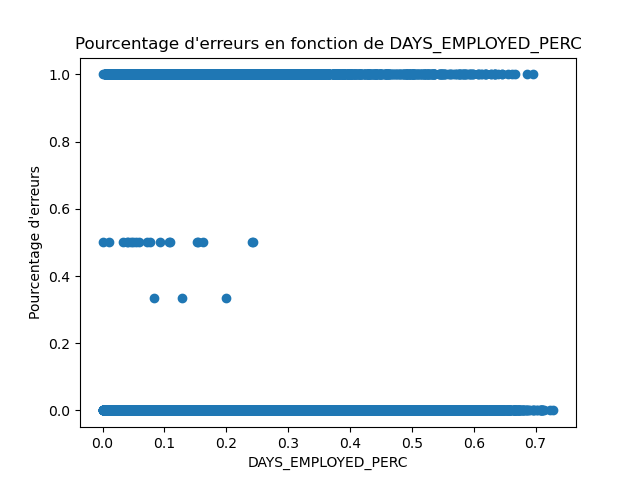 Pourcentage d'erreurs en fonction de DAYS_EMPLOYED_PERC
1.0
0.8
0.6
0.4
0.2
0.0
Pourcentage d'erreurs
0.0 0.1 0.2 0.3 0.4 0.5 0.6 0.7
DAYS_EMPLOYED_PERC